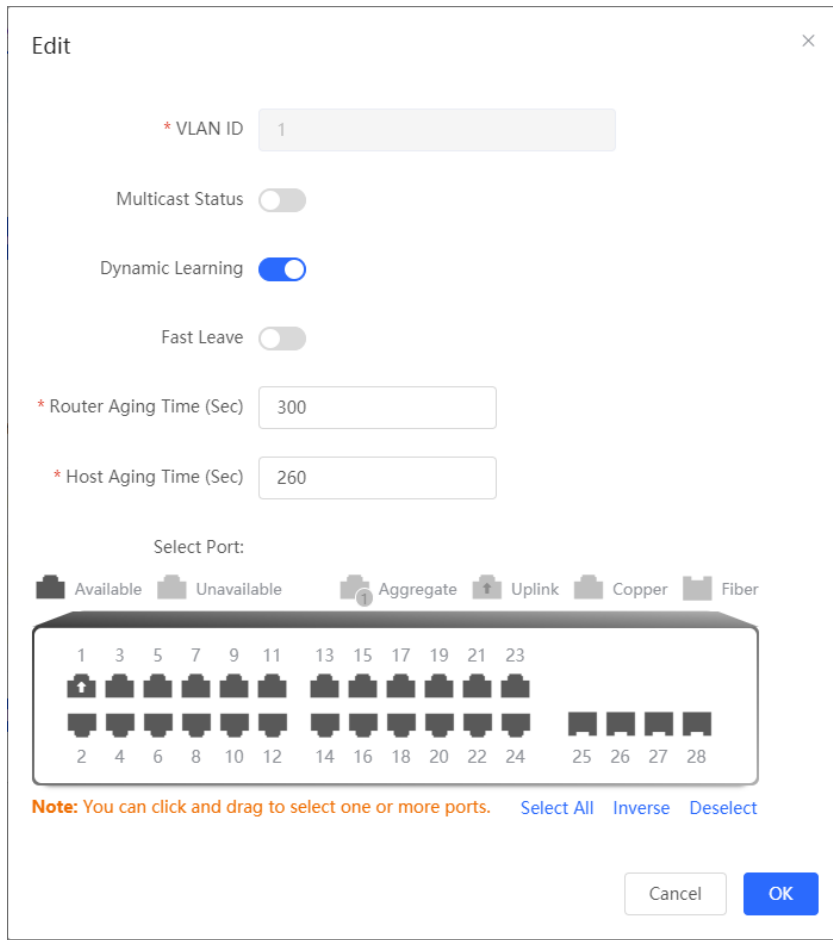 Edit
* VLAN ID 1
Multicast Status
Dynamic Learning
Fast Leave
* Router Aging Time (Sec) 300
* Host Aging Time (Sec) 260
Select Port:
Available Unavailable 1 Aggregate Uplink Copper Fiber
1 3 5 7 9 11 13 15 17 19 21 23
2 4 6 8 10 12 14 16 18 20 22 24 25 26 27 28
Note: You can click and drag to select one or more ports. Select All Inverse Deselect
Cancel OK